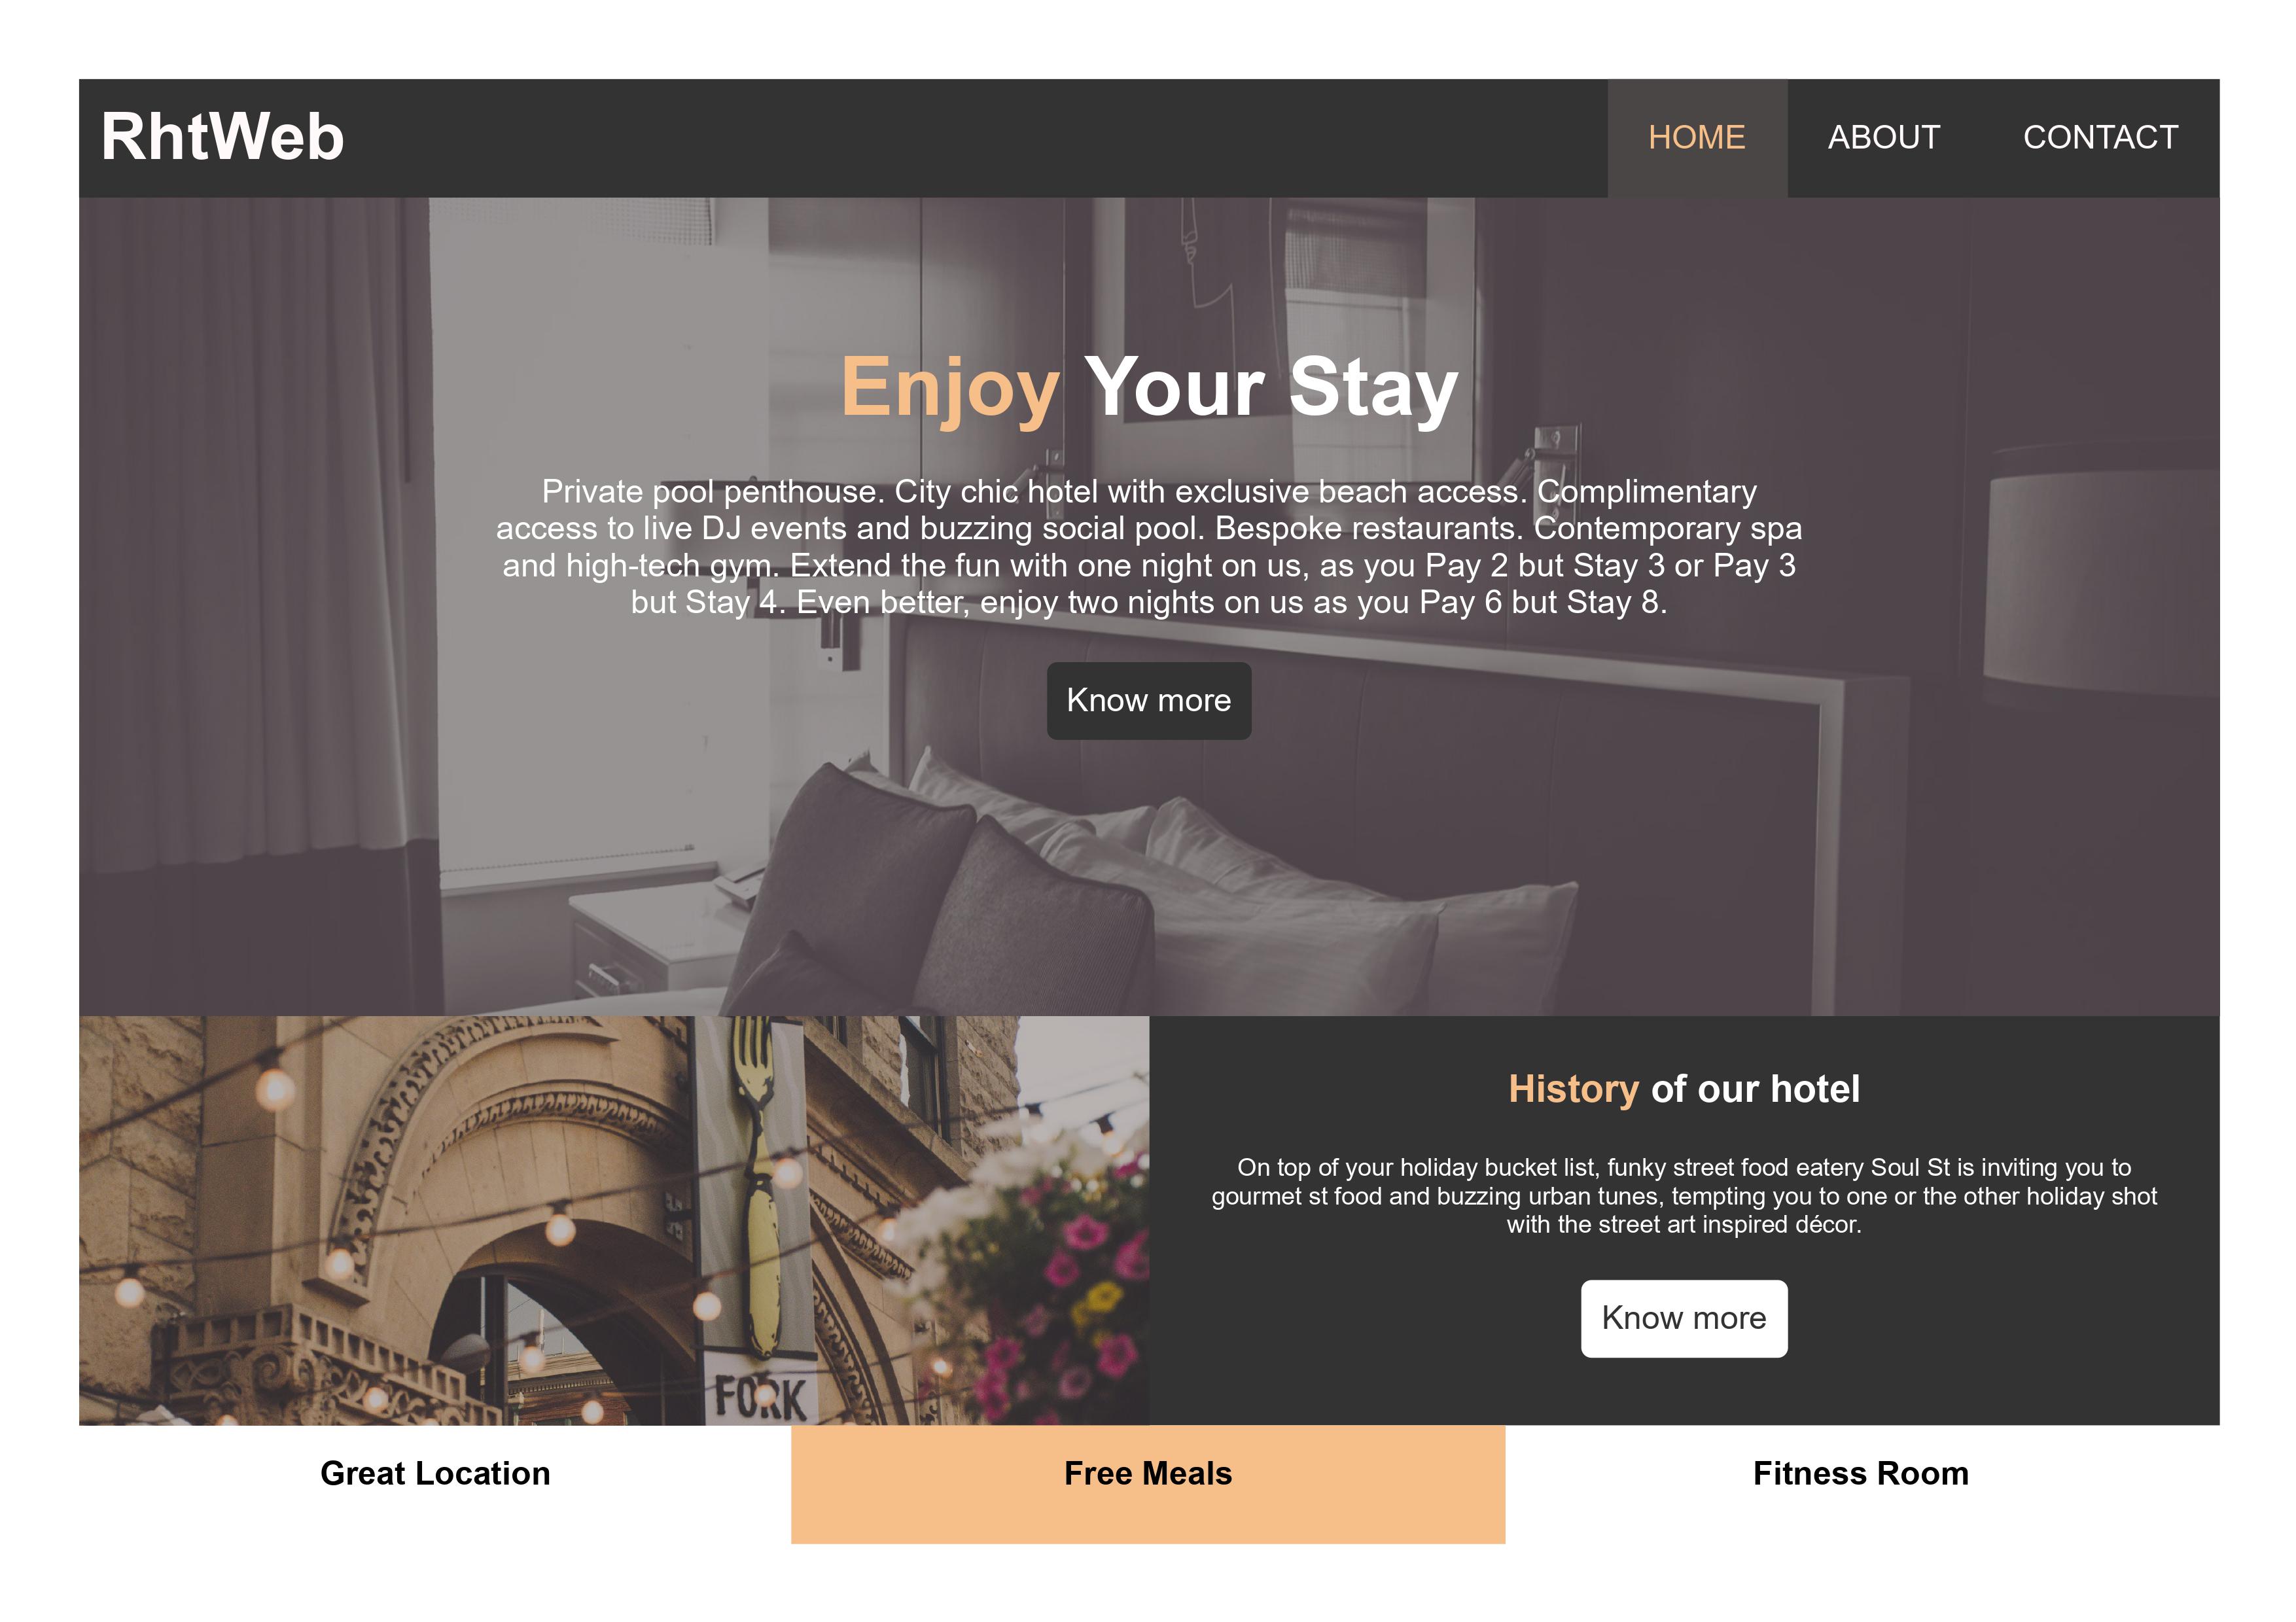 RhtWeb
HOME
ABOUT
CONTACT
Enjoy Your Stay
Private pool penthouse. City chic hotel with exclusive beach access. Complimentary
access to live DJ events and buzzing social pool. Bespoke restaurants. Contemporary spa
and high-tech gym. Extend the fun with one night on us, as you Pay 2 but Stay 3 or Pay 3
but Stay 4. Even better, enjoy two nights on us as you Pay 6 but Stay 8.
Know more
FORK
History of our hotel
On top of your holiday bucket list, funky street food eatery Soul St is inviting you to
gourmet st food and buzzing urban tunes, tempting you to one or the other holiday shot
with the street art inspired décor.
Know more
Great Location
Free Meals
Fitness Room